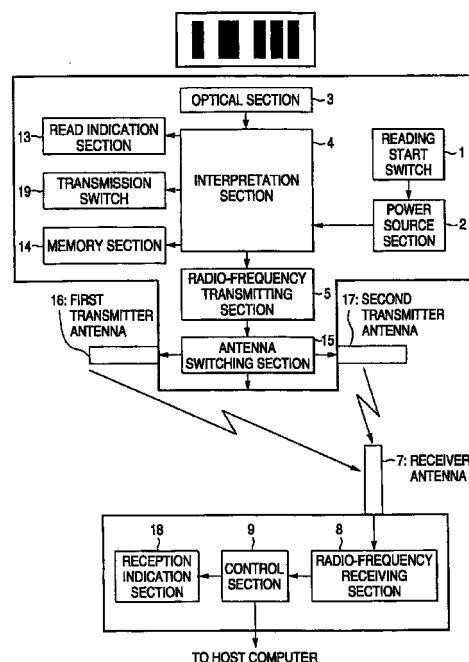 OPTICAL SECTION
3
13
READ INDICATION
SECTION
4
1
READING
START
SWITCH
19
TRANSMISSION
SWITCH
INTERPRETATION
SECTION
POWER
SOURCE
SECTION
2
14
MEMORY SECTION
RADIO-FREQUENCY
TRANSMITTING
SECTION
5
16: FIRST
TRANSMITTER
ANTENNA
17: SECOND
TRANSMITTER
ANTENNA
15
ANTENNA
SWITCHING SECTION
7: RECEIVER
ANTENNA
18
9
8
RECEPTION
INDICATION
SECTION
CONTROL
SECTION
RADIO-FREQUENCY
RECEIVING
SECTION
TO HOST COMPUTER